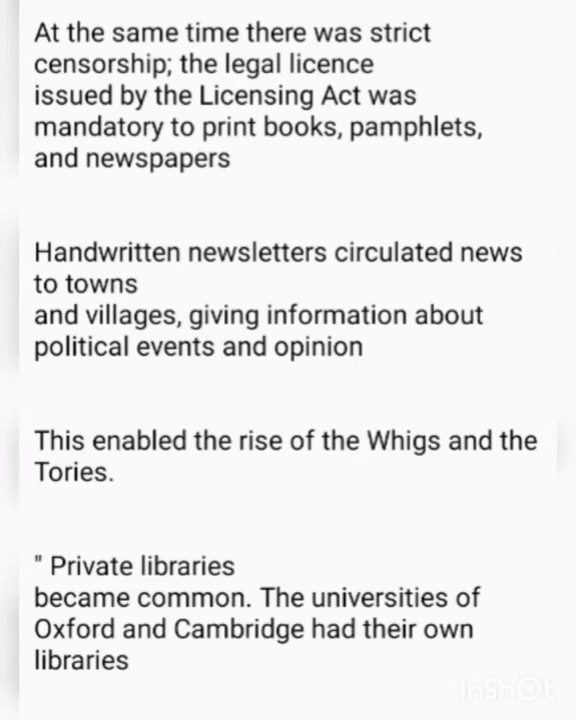 At the same time there was strict
censorship; the legal licence
issued by the Licensing Act was
mandatory to print books, pamphlets,
and newspapers
Handwritten newsletters circulated news
to towns
and villages, giving information about
political events and opinion
This enabled the rise of the Whigs and the
Tories.
" Private libraries
became common. The universities of
Oxford and Cambridge had their own
libraries
InShOt